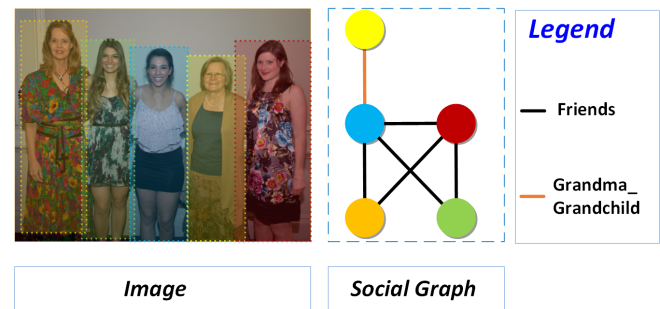 Legend
Friends
Grandma_
Grandchild
Image
Social Graph